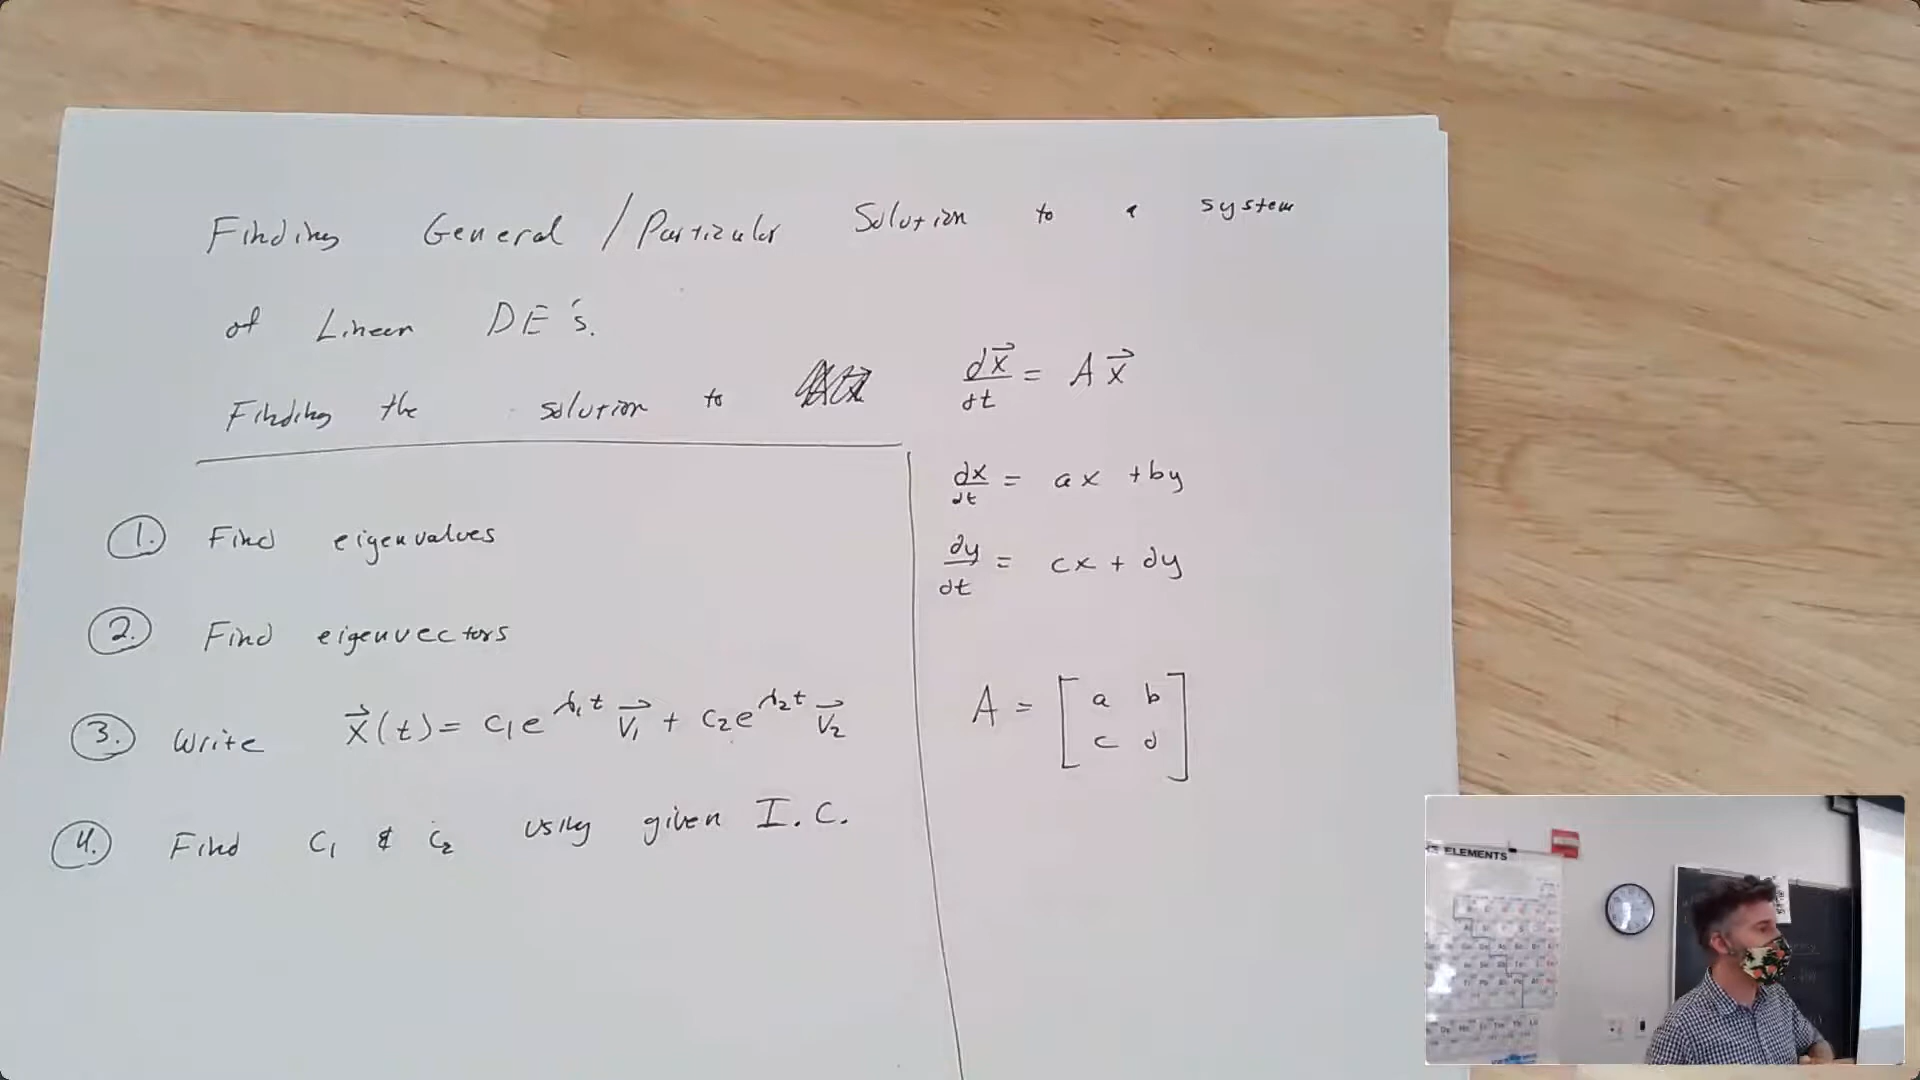 Finding General / Particular Solution to a system
of Linear DE's.
Finding the solution to
dx⃗/dt = Ax⃗
dx/dt = ax + by
dy/dt = cx + dy
A = [a b
c d]
1. Find eigenvalues
2. Find eigenvectors
3. Write x⃗(t) = c₁e^λ₁t v⃗₁ + c₂e^λ₂t v⃗₂
4. Find c₁ & c₂ using given I.C.
ELEMENTS